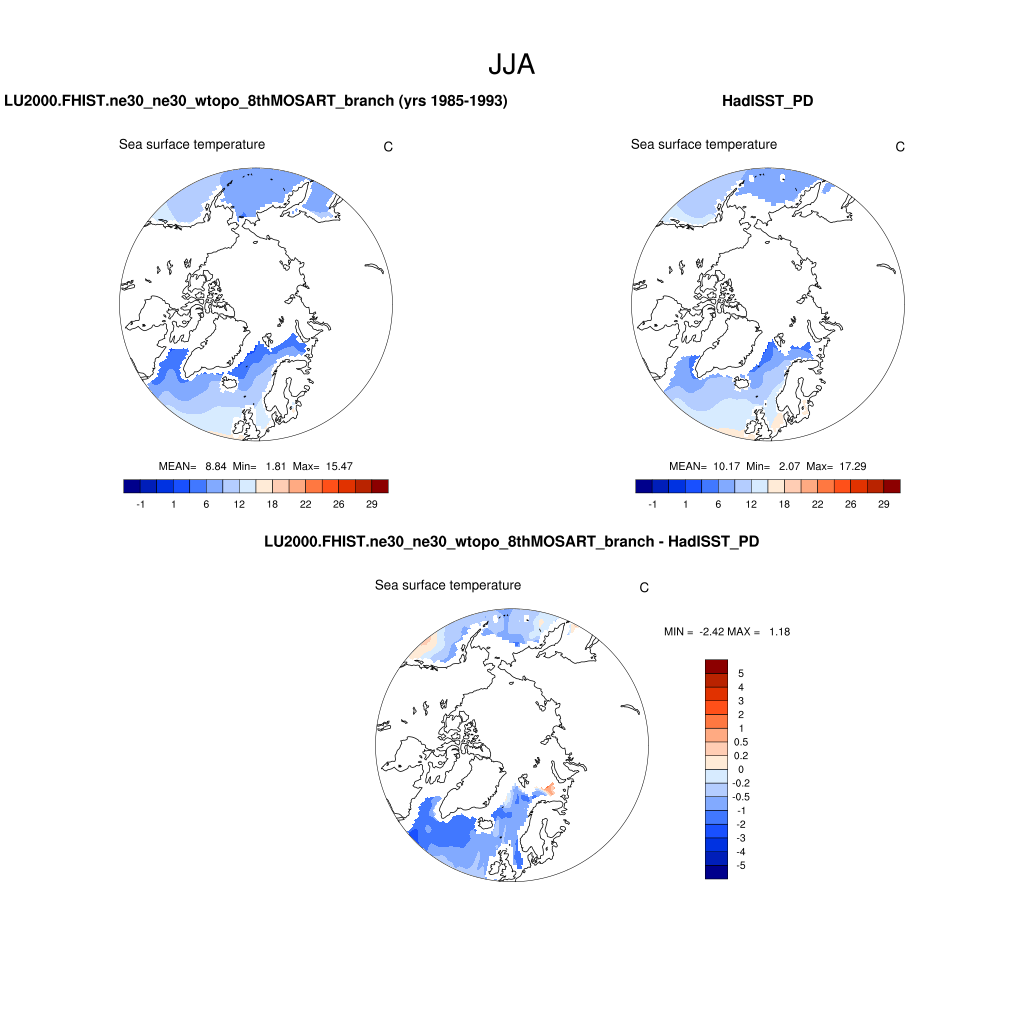 JJA
LU2000.FHIST.ne30_ne30_wtopo_8thMOSART_branch (yrs 1985-1993)
HadISST_PD
Sea surface temperature C
Sea surface temperature C
MEAN= 8.84 Min= 1.81 Max= 15.47
MEAN= 10.17 Min= 2.07 Max= 17.29
-1 1 6 12 18 22 26 29
-1 1 6 12 18 22 26 29
LU2000.FHIST.ne30_ne30_wtopo_8thMOSART_branch - HadISST_PD
Sea surface temperature C
MIN = -2.42 MAX = 1.18
5
4
3
2
1
0.5
0.2
0
-0.2
-0.5
-1
-2
-3
-4
-5